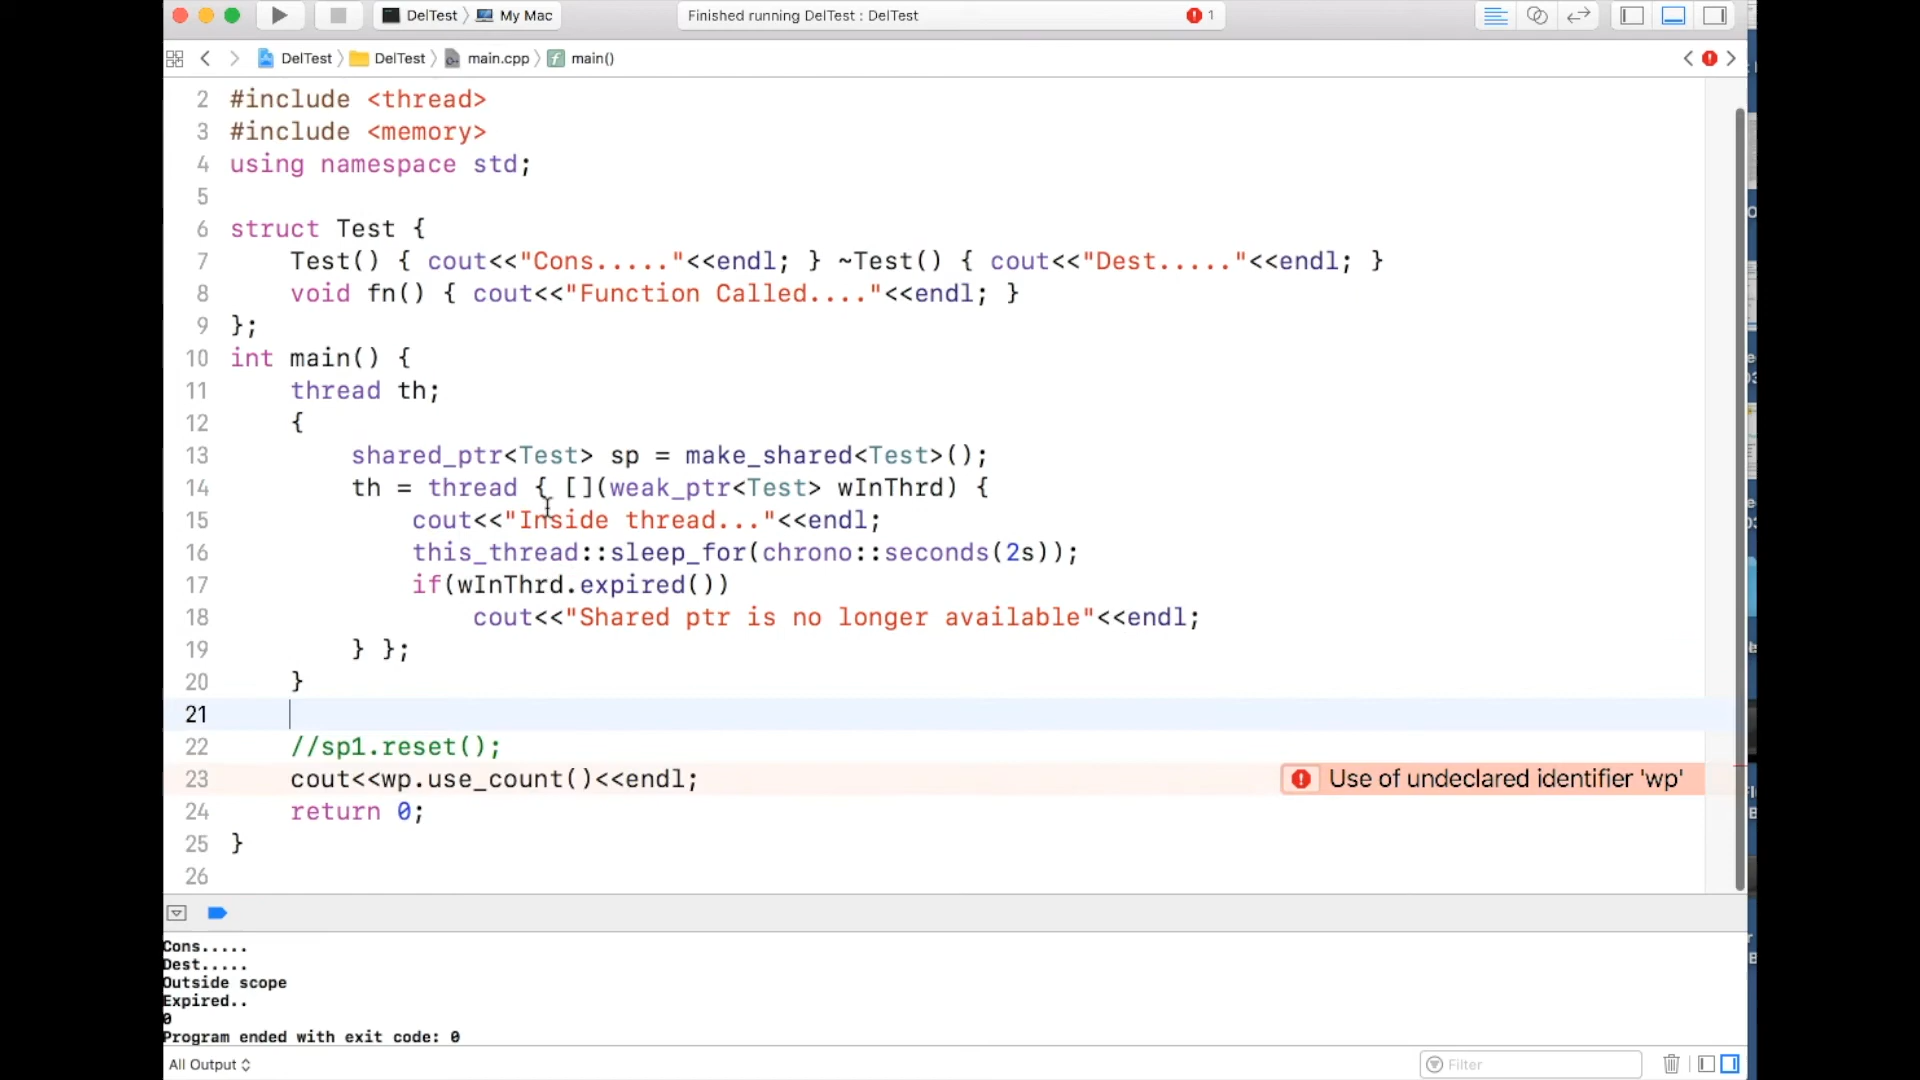 DelTest 〉 My Mac
Finished running DelTest : DelTest
1
DelTest 〉 DelTest 〉 main.cpp 〉 f main()
2 #include <thread>
3 #include <memory>
4 using namespace std;
5
6 struct Test {
7 Test() { cout<<"Cons....."<<endl; } ~Test() { cout<<"Dest....."<<endl; }
8 void fn() { cout<<"Function Called...."<<endl; }
9 };
10 int main() {
11 thread th;
12 {
13 shared_ptr<Test> sp = make_shared<Test>();
14 th = thread { [](weak_ptr<Test> wInThrd) {
15 cout<<"Inside thread..."<<endl;
16 this_thread::sleep_for(chrono::seconds(2s));
17 if(wInThrd.expired())
18 cout<<"Shared ptr is no longer available"<<endl;
19 } };
20 }
21
22 //sp1.reset();
23 cout<<wp.use_count()<<endl; Use of undeclared identifier 'wp'
24 return 0;
25 }
26
Cons.....
Dest.....
Outside scope
Expired..
0
Program ended with exit code: 0
All Output
Filter